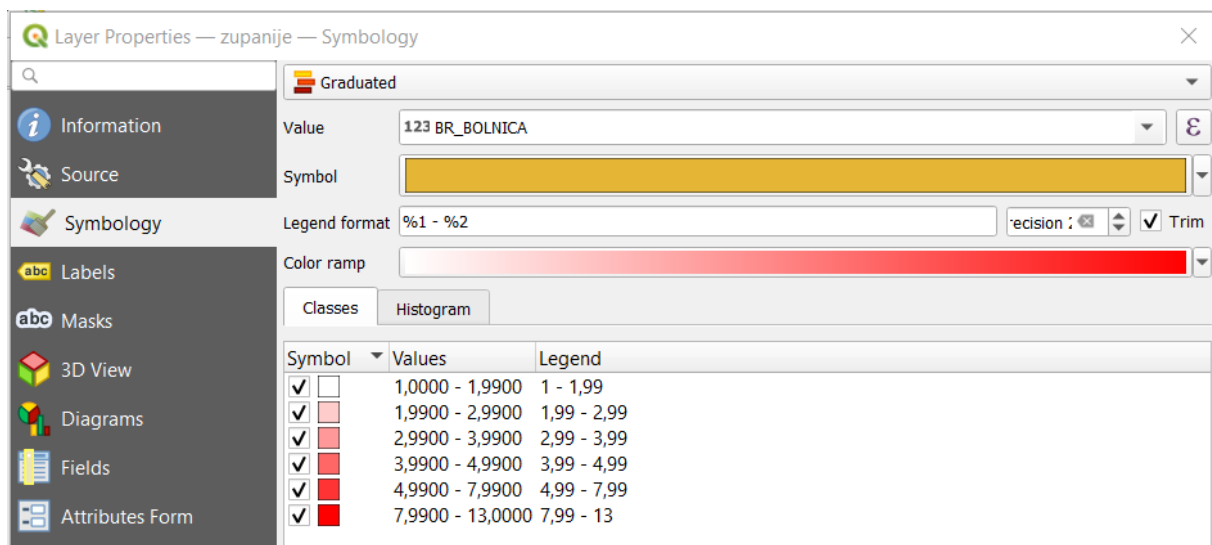 Layer Properties — zupanije — Symbology
Graduated
Information
Value 123 BR_BOLNICA ε
Source
Symbol
Symbology
Legend format %1 - %2 ecision Trim
abc Labels
Color ramp
abc Masks
Classes Histogram
3D View
Symbol Values Legend
1,0000 - 1,9900 1 - 1,99
Diagrams
1,9900 - 2,9900 1,99 - 2,99
2,9900 - 3,9900 2,99 - 3,99
Fields
3,9900 - 4,9900 3,99 - 4,99
4,9900 - 7,9900 4,99 - 7,99
Attributes Form
7,9900 - 13,0000 7,99 - 13